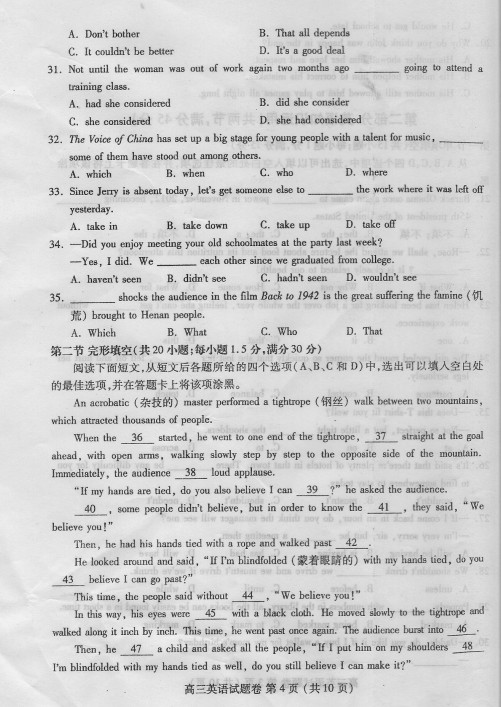 A. Don't bother B. That all depends
C. It couldn't be better D. It's a good deal
31. Not until the woman was out of work again two months ago ________ going to attend a
training class.
A. had she considered B. did she consider
C. she considered D. she had considered
32. The Voice of China has set up a big stage for young people with a talent for music, ______
some of them have stood out among others.
A. which B. when C. who D. where
33. Since Jerry is absent today, let's get someone else to ________ the work where it was left off
yesterday.
A. take in B. take down C. take up D. take off
34. —Did you enjoy meeting your old schoolmates at the party last week?
—Yes, I did. We ________ each other since we graduated from college.
A. haven't seen B. didn't see C. hadn't seen D. wouldn't see
35. ________ shocks the audience in the film Back to 1942 is the great suffering the famine (饥
荒) brought to Henan people.
A. Which B. What C. Who D. That
第二节 完形填空(共20小题;每小题1.5分,满分30分)
阅读下面短文,从短文后各题所给的四个选项(A、B、C 和 D)中,选出可以填入空白处
的最佳选项,并在答题卡上将该项涂黑。
An acrobatic (杂技的) master performed a tightrope (钢丝) walk between two mountains,
which attracted thousands of people.
When the 36 started, he went to one end of the tightrope, 37 straight at the goal
ahead, with open arms, walking slowly step by step to the opposite side of the mountain.
Immediately, the audience 38 loud applause.
"If my hands are tied, do you also believe I can 39 ?" he asked the audience.
40 , some people didn't believe, but in order to know the 41 , they said, "We
believe you!"
Then, he had his hands tied with a rope and walked past 42 .
He looked around and said, "If I'm blindfolded (蒙着眼睛的) with my hands tied, do you
43 believe I can go past?"
This time, the people said without 44 , "We believe you!"
In this way, his eyes were 45 with a black cloth. He moved slowly to the tightrope and
walked along it inch by inch. This time, he went past once again. The audience burst into 46 .
Then, he 47 a child and asked all the people, "If I put him on my shoulders 48
I'm blindfolded with my hands tied as well, do you still believe I can make it?"
高三英语试题卷 第 4 页 (共 10 页)